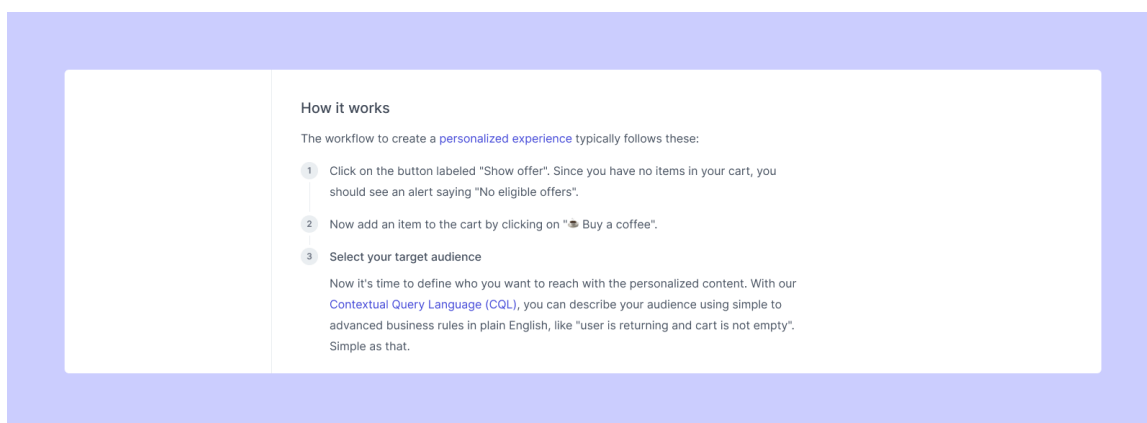 How it works
The workflow to create a personalized experience typically follows these:
1 Click on the button labeled "Show offer". Since you have no items in your cart, you
should see an alert saying "No eligible offers".
2 Now add an item to the cart by clicking on "☕ Buy a coffee".
3 Select your target audience
Now it's time to define who you want to reach with the personalized content. With our
Contextual Query Language (CQL), you can describe your audience using simple to
advanced business rules in plain English, like "user is returning and cart is not empty".
Simple as that.